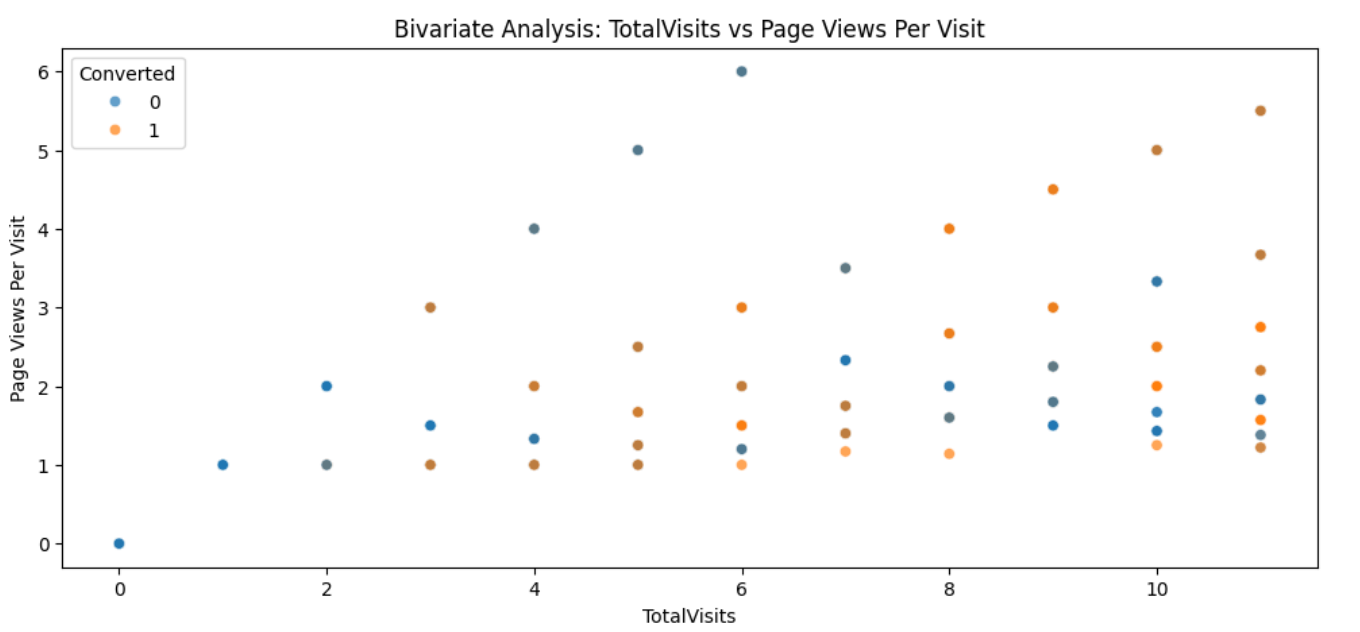 Bivariate Analysis: TotalVisits vs Page Views Per Visit
Converted
0
1
6
5
4
3
2
1
0
Page Views Per Visit
0 2 4 6 8 10
TotalVisits